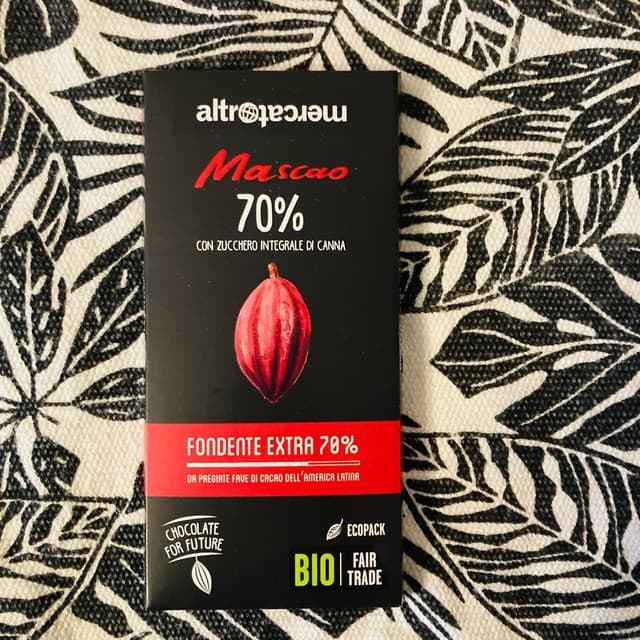 altromercato
Mascao
70%
CON ZUCCHERO INTEGRALE DI CANNA
FONDENTE EXTRA 70%
DA PREGIATE FAVE DI CACAO DELL'AMERICA LATINA
CHOCOLATE
FOR FUTURE
ECOPACK
BIO
FAIR
TRADE